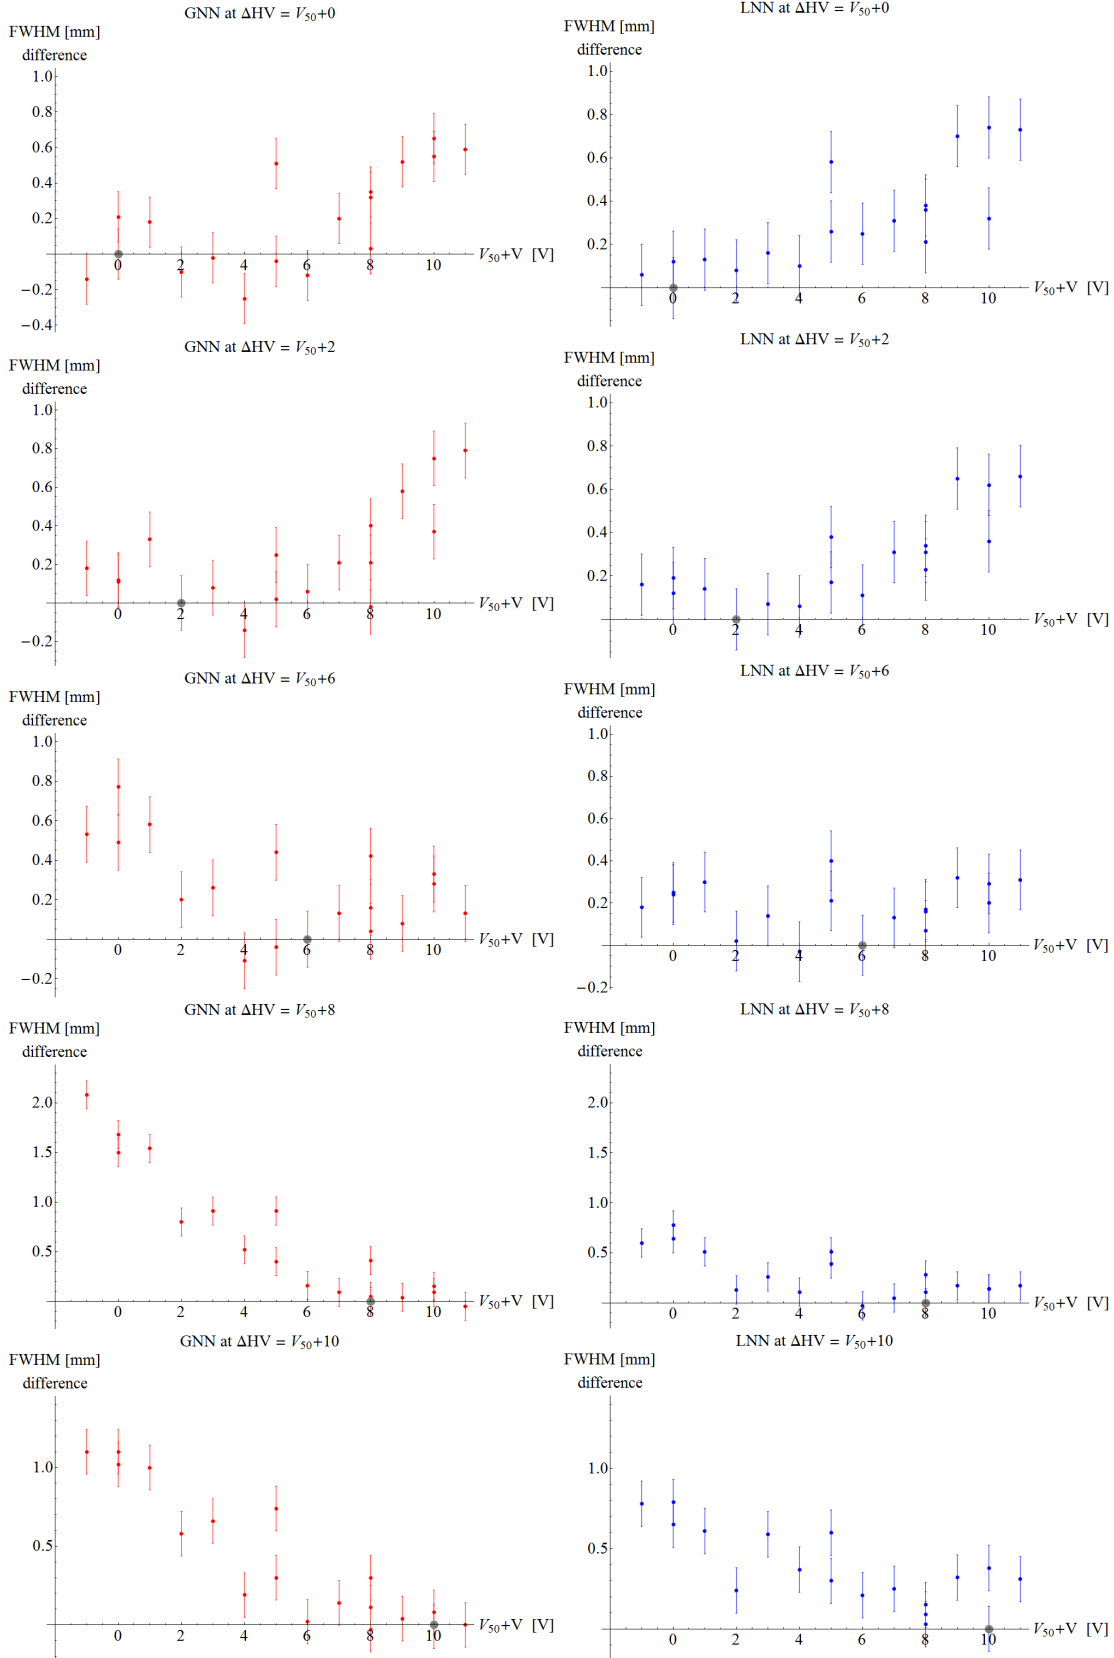 GNN at ΔHV = V₅₀+0
FWHM [mm]
difference
1.0
0.8
0.6
0.4
0.2
−0.2
−0.4
0 2 4 6 8 10
V₅₀+V [V]
LNN at ΔHV = V₅₀+0
FWHM [mm]
difference
1.0
0.8
0.6
0.4
0.2
0 2 4 6 8 10
V₅₀+V [V]
GNN at ΔHV = V₅₀+2
FWHM [mm]
difference
1.0
0.8
0.6
0.4
0.2
−0.2
0 2 4 6 8 10
V₅₀+V [V]
LNN at ΔHV = V₅₀+2
FWHM [mm]
difference
1.0
0.8
0.6
0.4
0.2
0 2 4 6 8 10
V₅₀+V [V]
GNN at ΔHV = V₅₀+6
FWHM [mm]
difference
1.0
0.8
0.6
0.4
0.2
−0.2
0 2 4 6 8 10
V₅₀+V [V]
LNN at ΔHV = V₅₀+6
FWHM [mm]
difference
1.0
0.8
0.6
0.4
0.2
−0.2
0 2 4 6 8 10
V₅₀+V [V]
GNN at ΔHV = V₅₀+8
FWHM [mm]
difference
2.0
1.5
1.0
0.5
0 2 4 6 8 10
V₅₀+V [V]
LNN at ΔHV = V₅₀+8
FWHM [mm]
difference
2.0
1.5
1.0
0.5
0 2 4 6 8 10
V₅₀+V [V]
GNN at ΔHV = V₅₀+10
FWHM [mm]
difference
1.0
0.5
0 2 4 6 8 10
V₅₀+V [V]
LNN at ΔHV = V₅₀+10
FWHM [mm]
difference
1.0
0.5
0 2 4 6 8 10
V₅₀+V [V]